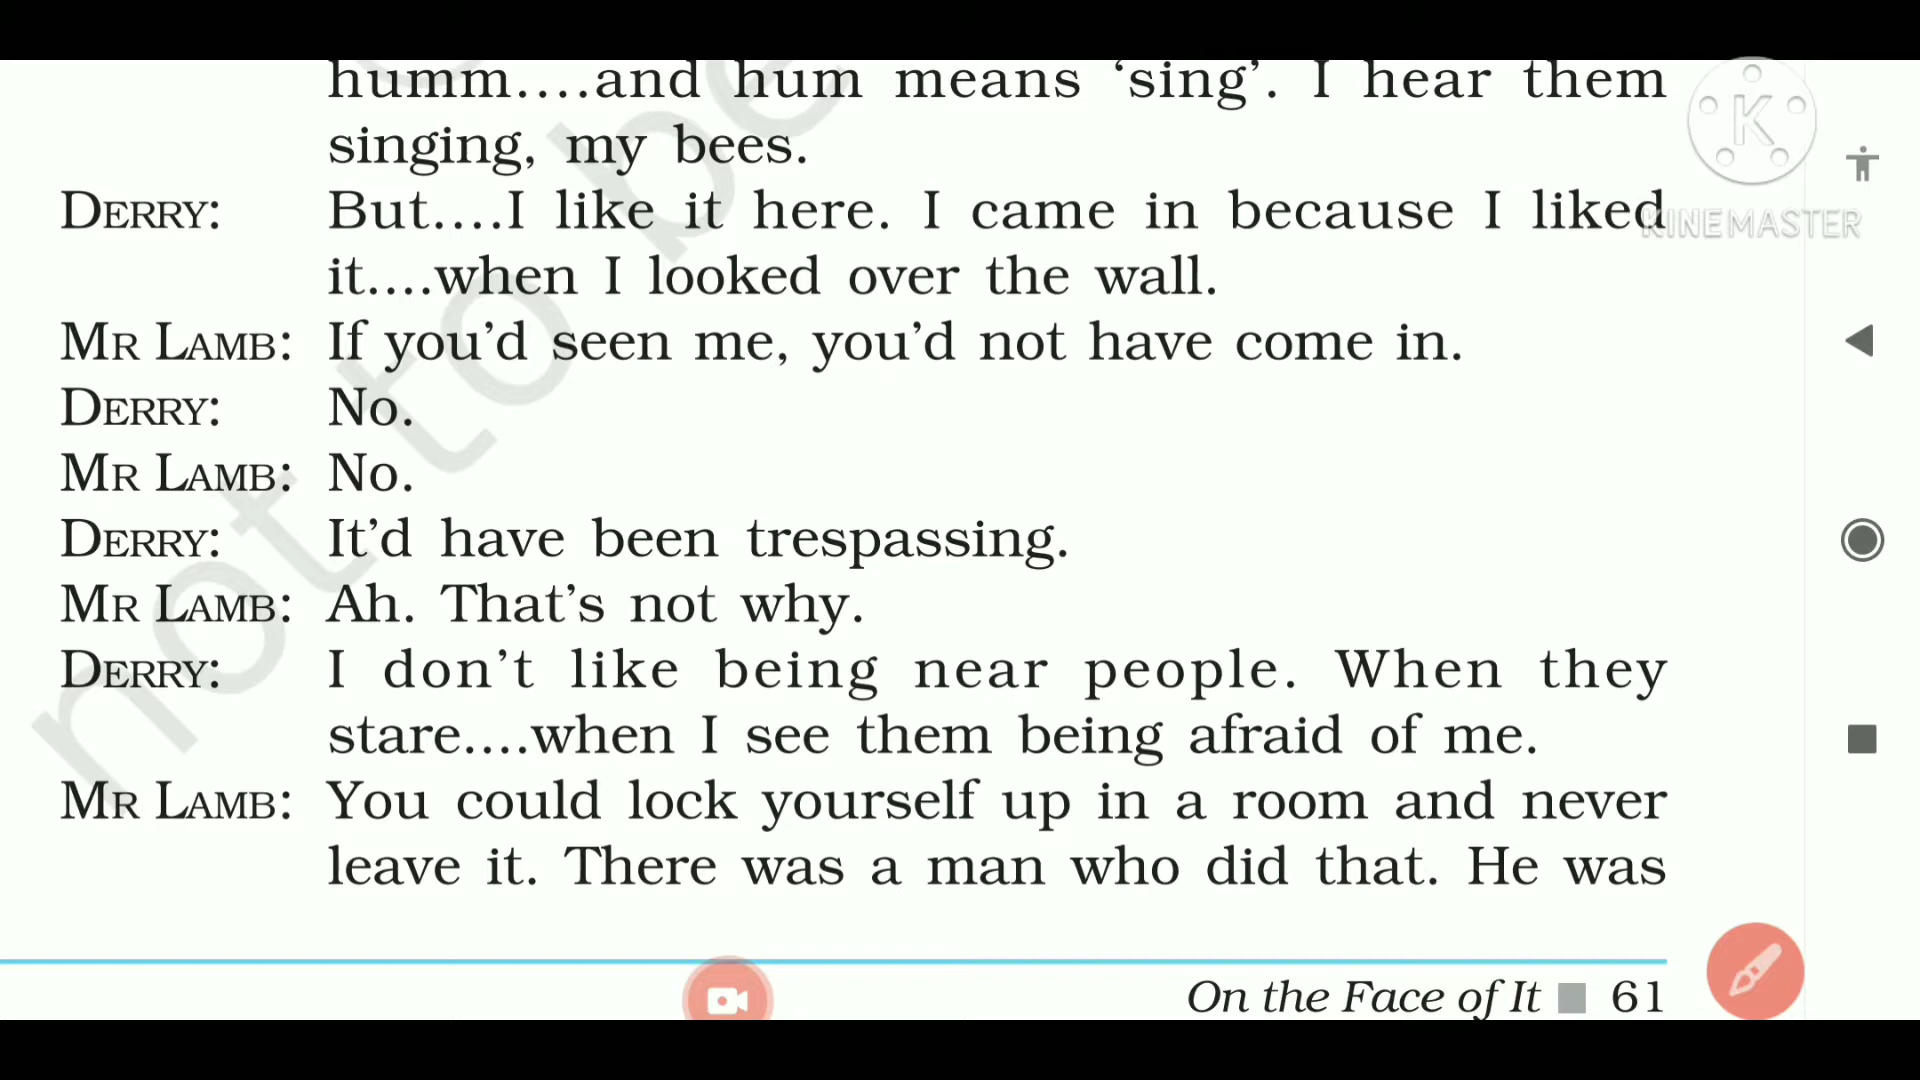 humm....and hum means ‘sing’. I hear them
singing, my bees.
DERRY: But....I like it here. I came in because I liked
it....when I looked over the wall.
MR LAMB: If you’d seen me, you’d not have come in.
DERRY: No.
MR LAMB: No.
DERRY: It’d have been trespassing.
MR LAMB: Ah. That’s not why.
DERRY: I don’t like being near people. When they
stare....when I see them being afraid of me.
MR LAMB: You could lock yourself up in a room and never
leave it. There was a man who did that. He was
On the Face of It ■ 61
not to be
K
KINEMASTER